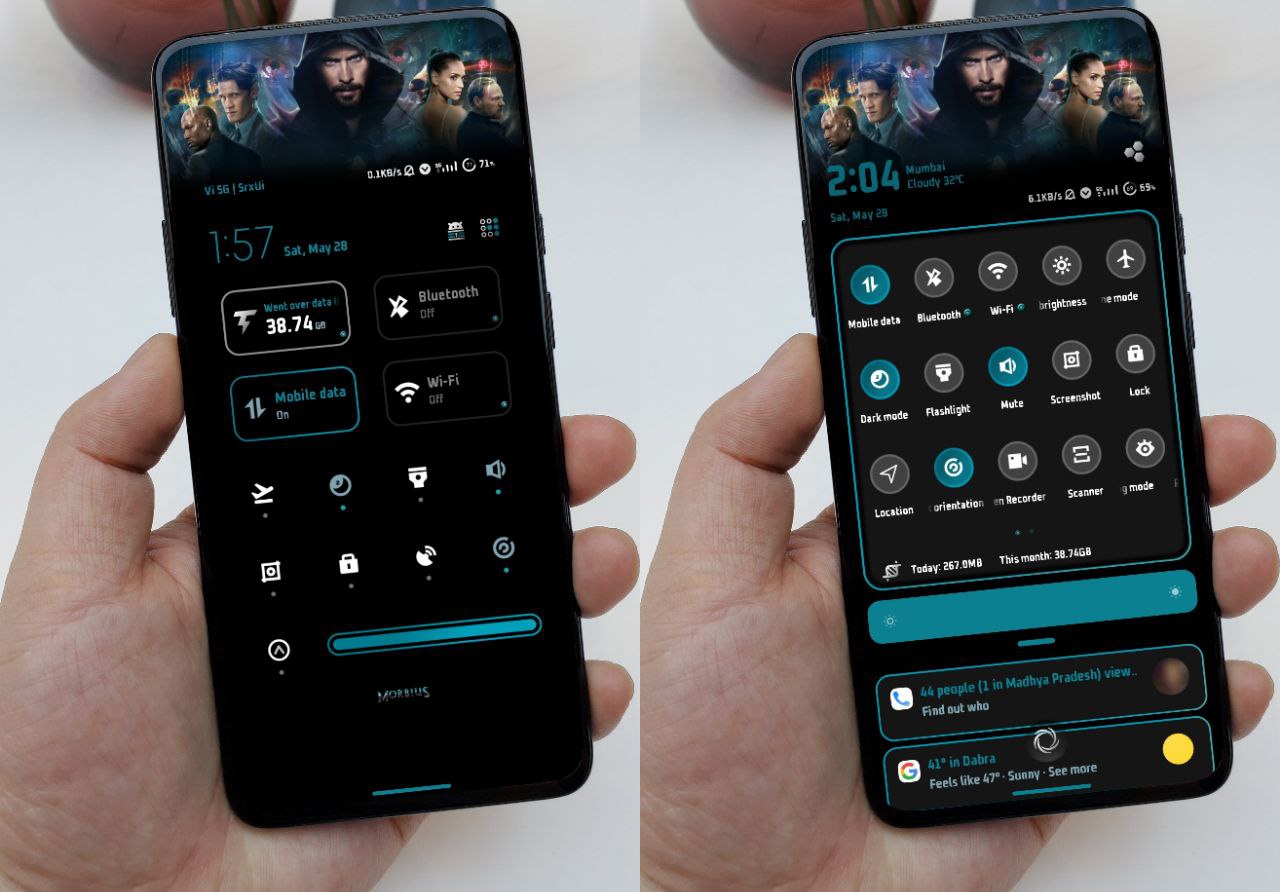 Vi 5G | SrxUi
0.1KB/s 5G 71%
1:57 Sat, May 28
Went over data li
38.74 GB
Bluetooth
Off
Mobile data
On
Wi-Fi
Off
MORBIUS
2:04 Mumbai
Cloudy 32°C
Sat, May 28
6.1KB/s 5G 69 69%
Mobile data Bluetooth Wi-Fi brightness ne mode
Dark mode Flashlight Mute Screenshot Lock
Location orientation en Recorder Scanner g mode
Today: 267.0MB This month: 38.74GB
44 people (1 in Madhya Pradesh) view..
Find out who
41° in Dabra
Feels like 47° · Sunny · See more